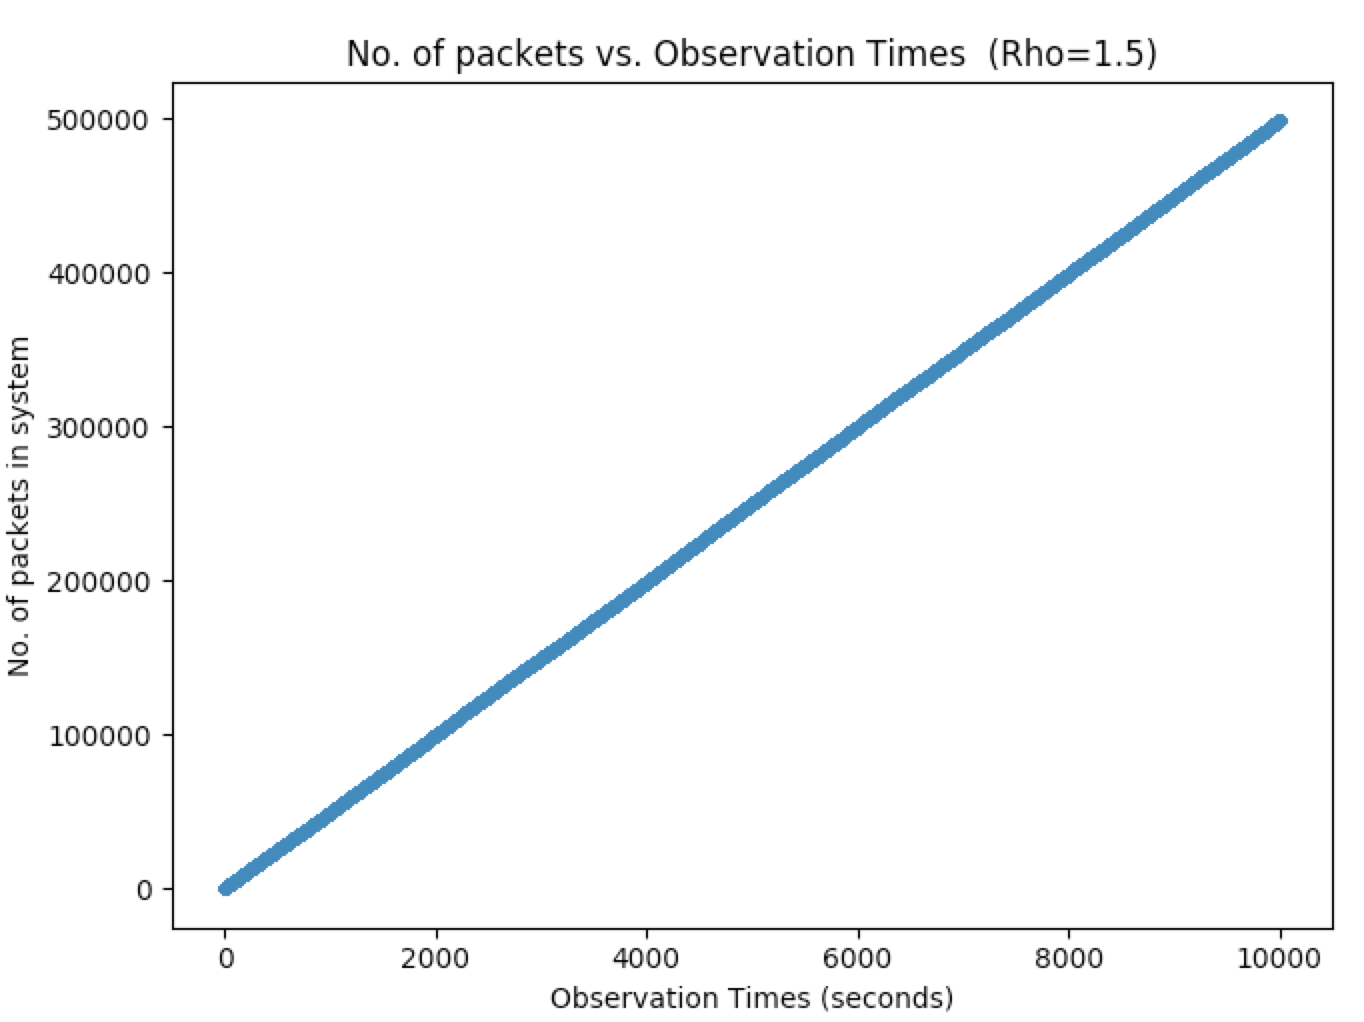 No. of packets vs. Observation Times (Rho=1.5)
No. of packets in system
500000
400000
300000
200000
100000
0
0 2000 4000 6000 8000 10000
Observation Times (seconds)